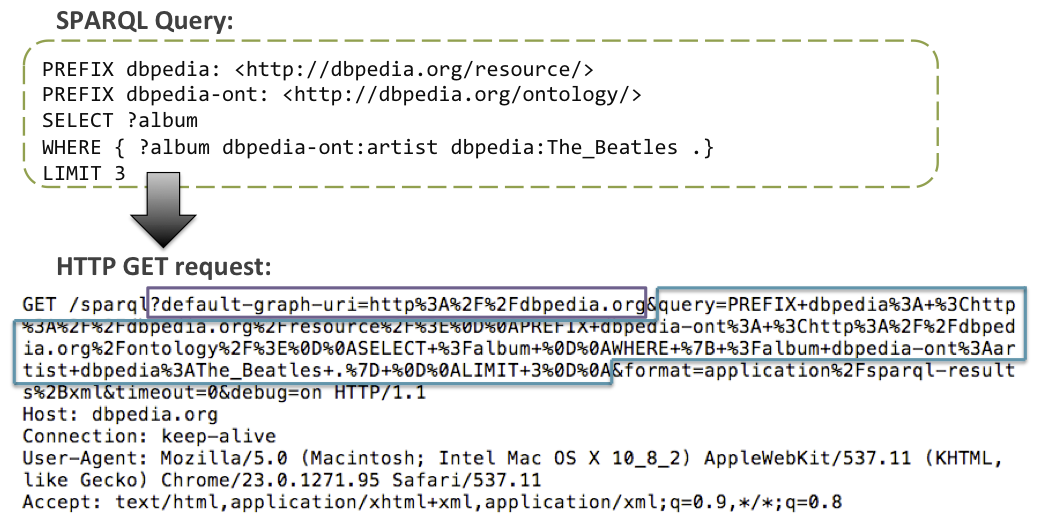 SPARQL Query:
PREFIX dbpedia: <http://dbpedia.org/resource/>
PREFIX dbpedia-ont: <http://dbpedia.org/ontology/>
SELECT ?album
WHERE { ?album dbpedia-ont:artist dbpedia:The_Beatles .}
LIMIT 3
HTTP GET request:
GET /sparql?default-graph-uri=http%3A%2F%2Fdbpedia.org&query=PREFIX+dbpedia%3A+%3Chttp
%3A%2F%2Fdbpedia.org%2Fresource%2F%3E%0D%0APREFIX+dbpedia-ont%3A+%3Chttp%3A%2F%2Fdbped
ia.org%2Fontology%2F%3E%0D%0ASELECT+%3Falbum+%0D%0AWHERE+%7B+%3Falbum+dbpedia-ont%3Aar
tist+dbpedia%3AThe_Beatles+.%7D+%0D%0ALIMIT+3%0D%0A&format=application%2Fsparql-result
s%2Bxml&timeout=0&debug=on HTTP/1.1
Host: dbpedia.org
Connection: keep-alive
User-Agent: Mozilla/5.0 (Macintosh; Intel Mac OS X 10_8_2) AppleWebKit/537.11 (KHTML,
like Gecko) Chrome/23.0.1271.95 Safari/537.11
Accept: text/html,application/xhtml+xml,application/xml;q=0.9,*/*;q=0.8